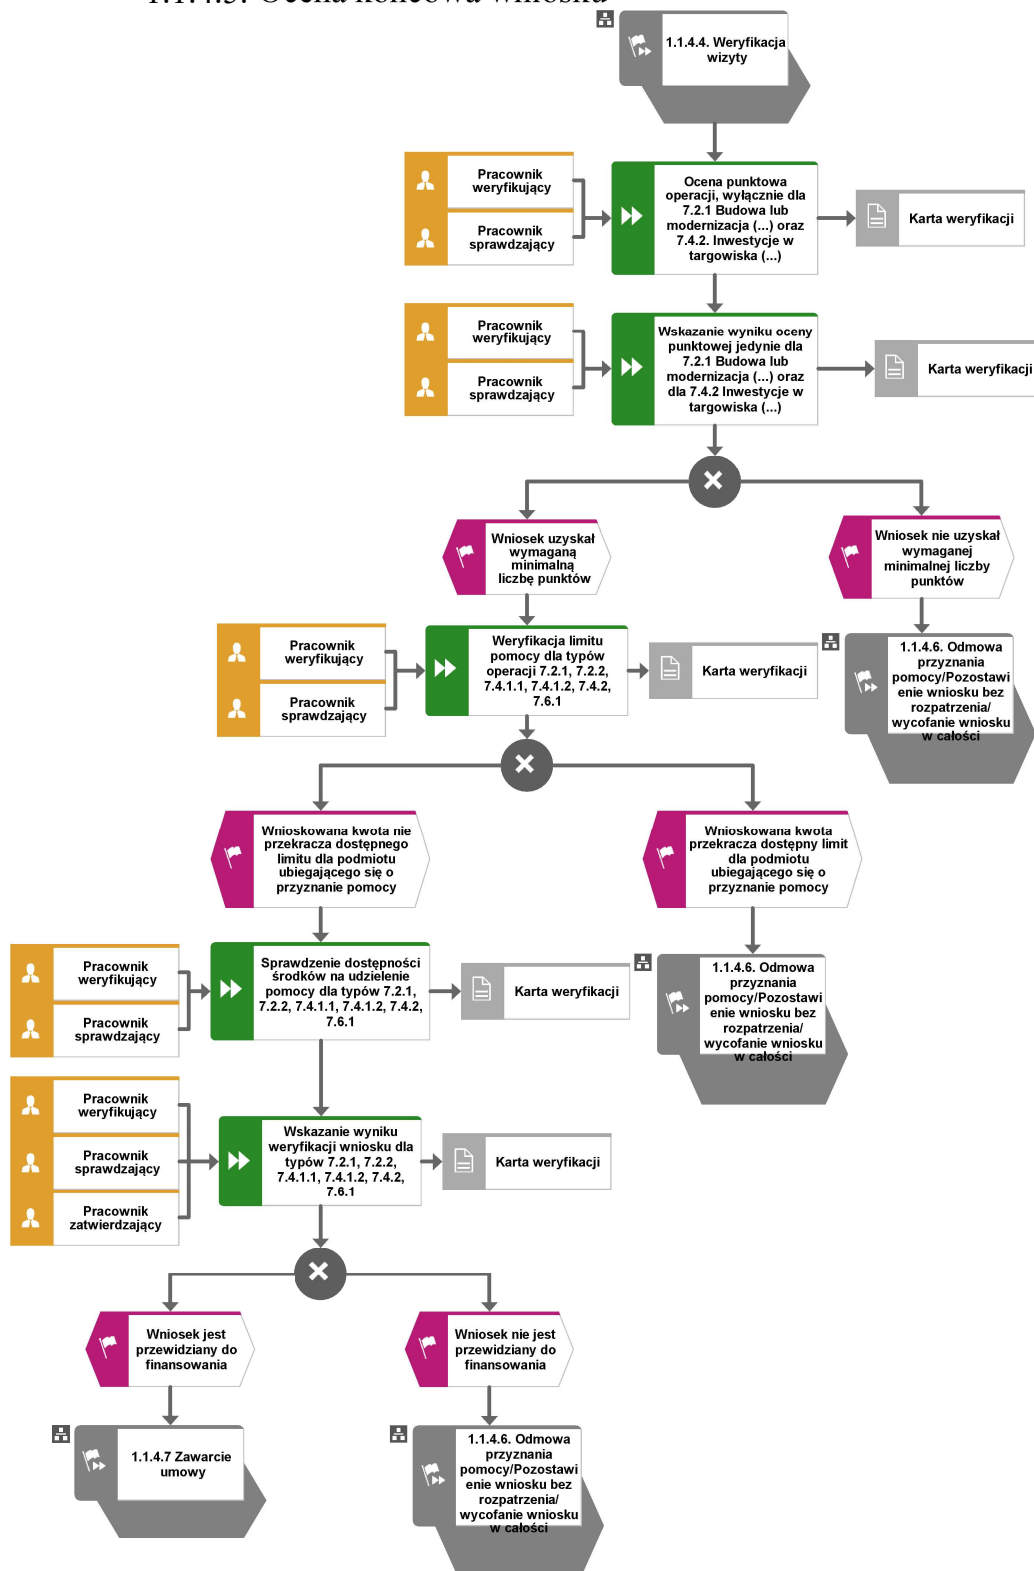 1.1.4.5. Ocena końcowa wniosku
1.1.4.4. Weryfikacja
wizyty
Pracownik
weryfikujący
Pracownik
sprawdzający
Ocena punktowa
operacji, wyłącznie dla
7.2.1 Budowa lub
modernizacja (...) oraz
7.4.2. Inwestycje w
targowiska (...)
Karta weryfikacji
Pracownik
weryfikujący
Pracownik
sprawdzający
Wskazanie wyniku oceny
punktowej jedynie dla
7.2.1 Budowa lub
modernizacja (...) oraz
dla 7.4.2 Inwestycje w
targowiska (...)
Karta weryfikacji
Wniosek uzyskał
wymaganą
minimalną
liczbę punktów
Wniosek nie uzyskał
wymaganej
minimalnej liczby
punktów
Pracownik
weryfikujący
Pracownik
sprawdzający
Weryfikacja limitu
pomocy dla typów
operacji 7.2.1, 7.2.2,
7.4.1.1, 7.4.1.2, 7.4.2,
7.6.1
Karta weryfikacji
1.1.4.6. Odmowa
przyznania
pomocy/Pozostawi
enie wniosku bez
rozpatrzenia/
wycofanie wniosku
w całości
Wnioskowana kwota nie
przekracza dostępnego
limitu dla podmiotu
ubiegającego się o
przyznanie pomocy
Wnioskowana kwota
przekracza dostępny limit
dla podmiotu
ubiegającego się o
przyznanie pomocy
Pracownik
weryfikujący
Pracownik
sprawdzający
Sprawdzenie dostępności
środków na udzielenie
pomocy dla typów 7.2.1,
7.2.2, 7.4.1.1, 7.4.1.2, 7.4.2,
7.6.1
Karta weryfikacji
1.1.4.6. Odmowa
przyznania
pomocy/Pozostawi
enie wniosku bez
rozpatrzenia/
wycofanie wniosku
w całości
Pracownik
weryfikujący
Pracownik
sprawdzający
Pracownik
zatwierdzający
Wskazanie wyniku
weryfikacji wniosku dla
typów 7.2.1, 7.2.2,
7.4.1.1, 7.4.1.2, 7.4.2,
7.6.1
Karta weryfikacji
Wniosek jest
przewidziany do
finansowania
Wniosek nie jest
przewidziany do
finansowania
1.1.4.7 Zawarcie
umowy
1.1.4.6. Odmowa
przyznania
pomocy/Pozostawi
enie wniosku bez
rozpatrzenia/
wycofanie wniosku
w całości